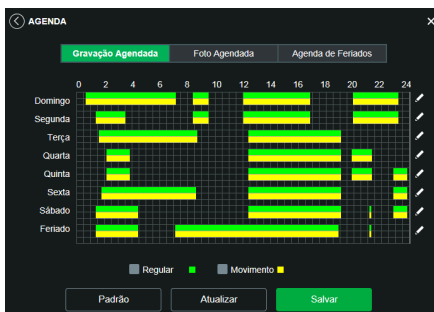 AGENDA
Gravação Agendada Foto Agendada Agenda de Feriados
0 2 4 6 8 10 12 14 16 18 20 22 24
Domingo
Segunda
Terça
Quarta
Quinta
Sexta
Sábado
Feriado
Regular Movimento
Padrão Atualizar Salvar